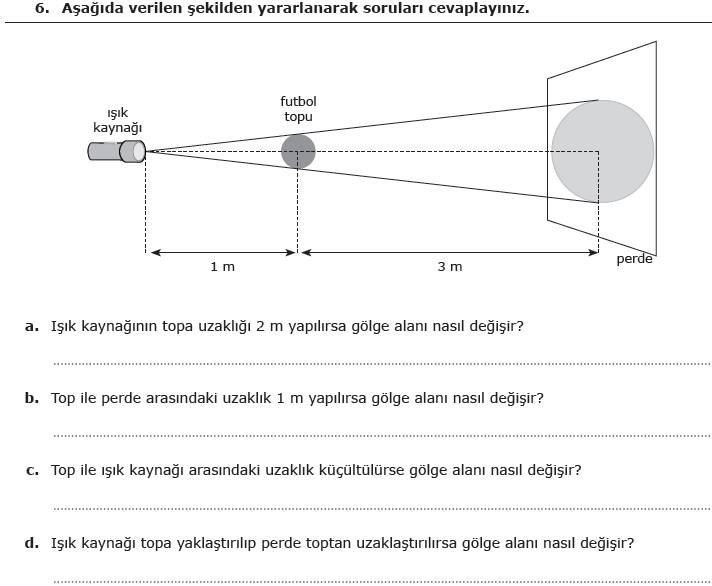 6. Aşağıda verilen şekilden yararlanarak soruları cevaplayınız.
futbol
topu
ışık
kaynağı
perde
1 m
3 m
a. Işık kaynağının topa uzaklığı 2 m yapılırsa gölge alanı nasıl değişir?
b. Top ile perde arasındaki uzaklık 1 m yapılırsa gölge alanı nasıl değişir?
c. Top ile ışık kaynağı arasındaki uzaklık küçültülürse gölge alanı nasıl değişir?
d. Işık kaynağı topa yaklaştırılıp perde toptan uzaklaştırılırsa gölge alanı nasıl değişir?